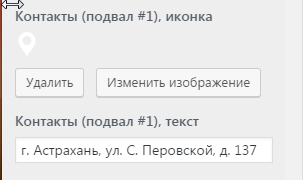 Контакты (подвал #1), иконка
Удалить Изменить изображение
Контакты (подвал #1), текст
г. Астрахань, ул. С. Перовской, д. 137